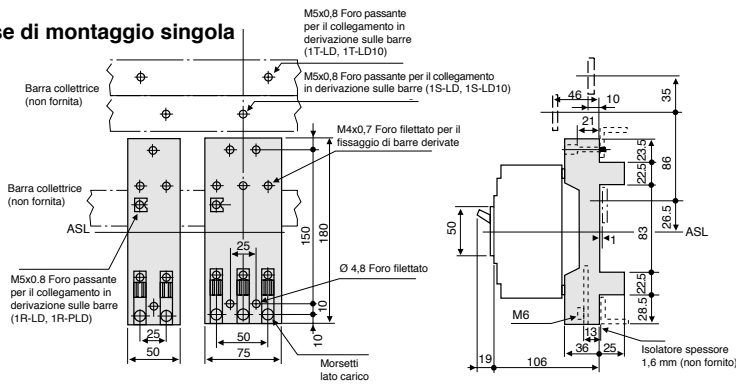 se di montaggio singola
M5x0,8 Foro passante
per il collegamento in
derivazione sulle barre
(1T-LD, 1T-LD10)
M5x0,8 Foro passante per il collegamento
in derivazione sulle barre (1S-LD, 1S-LD10)
Barra collettrice
(non fornita)
M4x0,7 Foro filettato per il
fissaggio di barre derivate
Barra collettrice
(non fornita)
ASL
150
180
25
M5x0.8 Foro passante
per il collegamento in
derivazione sulle barre
(1R-LD, 1R-PLD)
Ø 4,8 Foro filettato
10
10
25
50
50
75
Morsetti
lato carico
46
10
35
21
23.5
22.5
86
26.5
50
1
83
ASL
22.5
28.5
M6
13
36
25
19
106
Isolatore spessore
1,6 mm (non fornito)